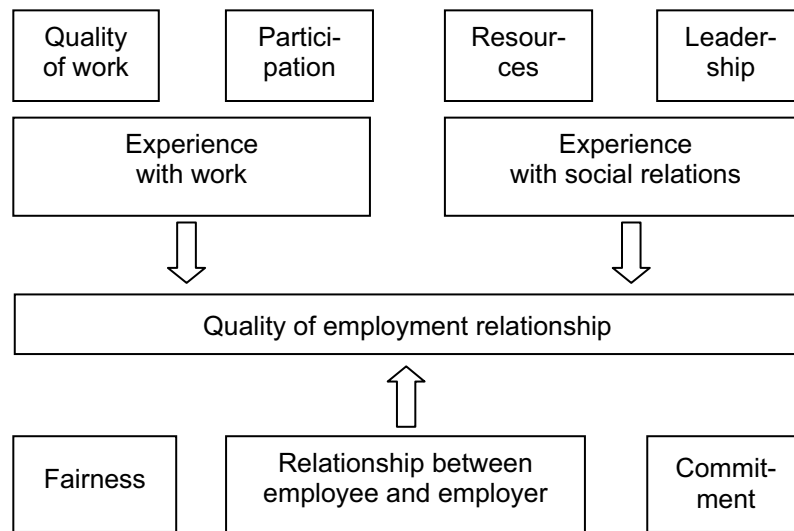 Quality
of work
Partici-
pation
Resour-
ces
Leader-
ship
Experience
with work
Experience
with social relations
Quality of employment relationship
Fairness
Relationship between
employee and employer
Commit-
ment